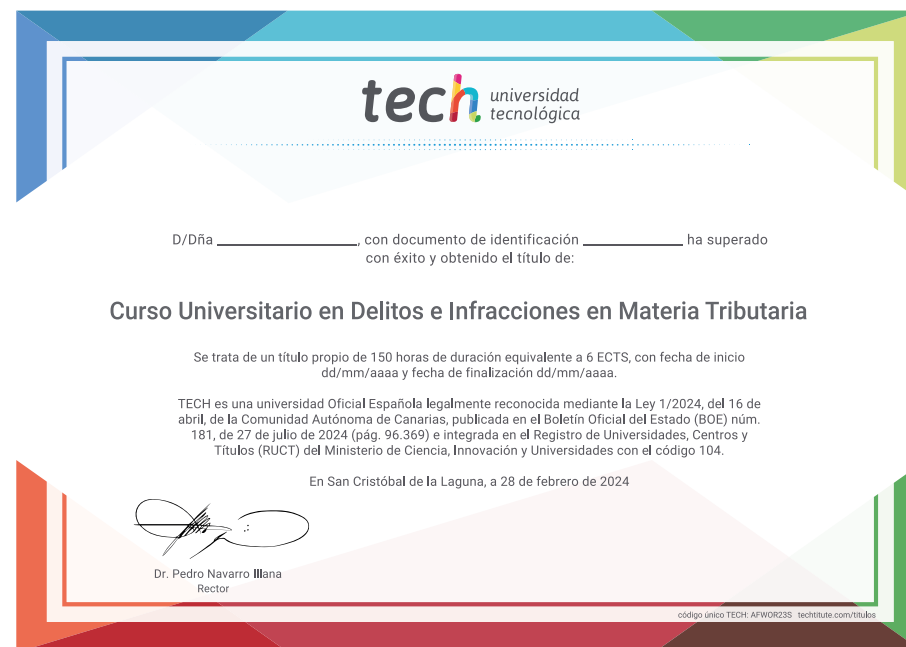 tech universidad
tecnológica
D/Dña ________________, con documento de identificación ____________ ha superado
con éxito y obtenido el título de:
Curso Universitario en Delitos e Infracciones en Materia Tributaria
Se trata de un título propio de 150 horas de duración equivalente a 6 ECTS, con fecha de inicio
dd/mm/aaaa y fecha de finalización dd/mm/aaaa.
TECH es una universidad Oficial Española legalmente reconocida mediante la Ley 1/2024, del 16 de
abril, de la Comunidad Autónoma de Canarias, publicada en el Boletín Oficial del Estado (BOE) núm.
181, de 27 de julio de 2024 (pág. 96.369) e integrada en el Registro de Universidades, Centros y
Títulos (RUCT) del Ministerio de Ciencia, Innovación y Universidades con el código 104.
En San Cristóbal de la Laguna, a 28 de febrero de 2024
Dr. Pedro Navarro Illana
Rector
código único TECH: AFWOR23S techtitute.com/titulos